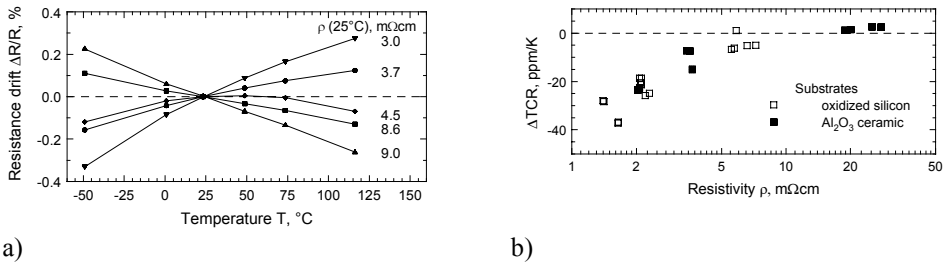 ρ (25°C), mΩcm
0.4
0.2
0.0
-0.2
-0.4
Resistance drift ΔR/R, %
3.0
3.7
4.5
8.6
9.0
-50 -25 0 25 50 75 100 125 150
Temperature T, °C
a)
0
-20
-40
ΔTCR, ppm/K
Substrates
oxidized silicon
Al₂O₃ ceramic
1 2 5 10 20 50
Resistivity ρ, mΩcm
b)